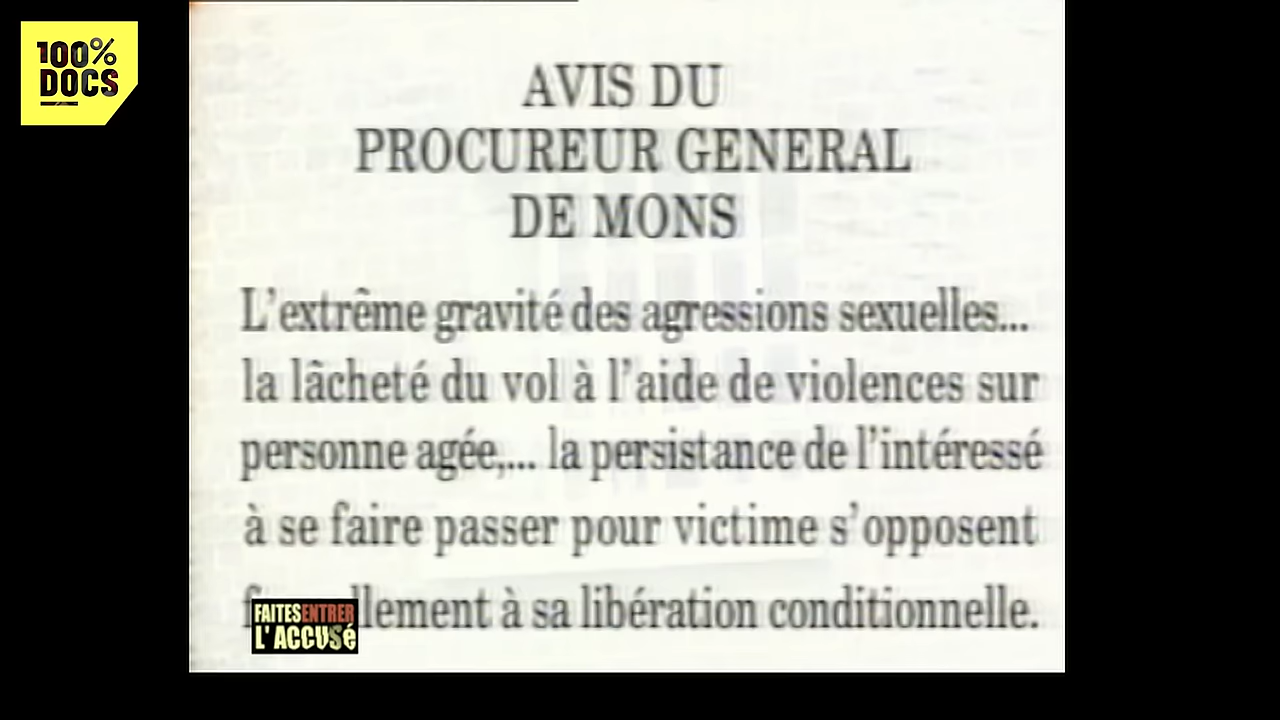 100%
DOCS
AVIS DU
PROCUREUR GENERAL
DE MONS
L'extrême gravité des agressions sexuelles...
la lâcheté du vol à l'aide de violences sur
personne agée,... la persistance de l'intéressé
à se faire passer pour victime s'opposent
à sa libération conditionnelle.
FAITES ENTRER
L'ACCUSé